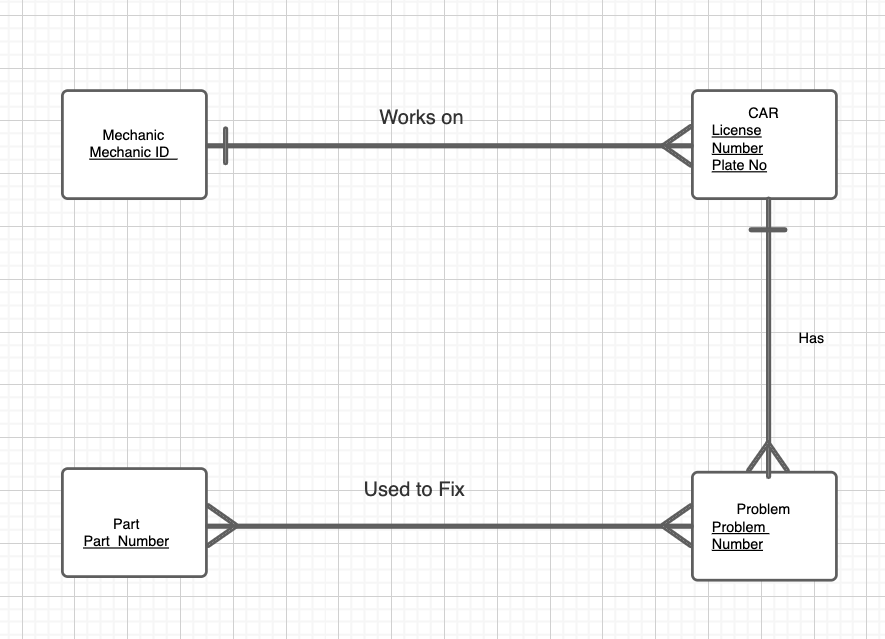 Works on
Mechanic
Mechanic ID
CAR
License
Number
Plate No
Has
Used to Fix
Part
Part  Number
Problem
Problem
Number